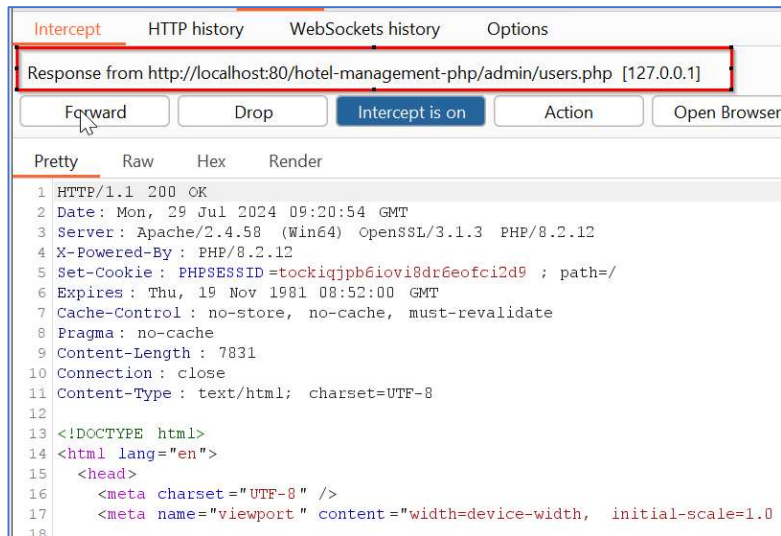 Intercept HTTP history WebSockets history Options
Response from http://localhost:80/hotel-management-php/admin/users.php [127.0.0.1]
Forward Drop Intercept is on Action Open Browser
Pretty Raw Hex Render
1 HTTP/1.1 200 OK
2 Date: Mon, 29 Jul 2024 09:20:54 GMT
3 Server: Apache/2.4.58 (Win64) OpenSSL/3.1.3 PHP/8.2.12
4 X-Powered-By: PHP/8.2.12
5 Set-Cookie: PHPSESSID=tockiqjpb6iovi8dr6eofci2d9 ; path=/
6 Expires: Thu, 19 Nov 1981 08:52:00 GMT
7 Cache-Control: no-store, no-cache, must-revalidate
8 Pragma: no-cache
9 Content-Length: 7831
10 Connection: close
11 Content-Type: text/html; charset=UTF-8
12
13 <!DOCTYPE html>
14 <html lang="en">
15 <head>
16 <meta charset="UTF-8" />
17 <meta name="viewport" content="width=device-width, initial-scale=1.0
18